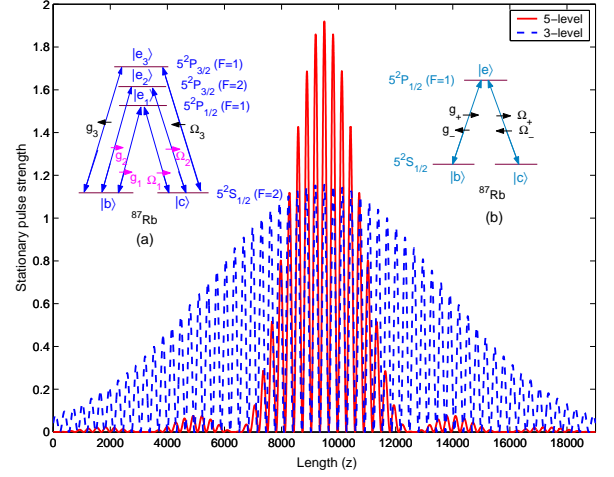 5−level
3−level
Stationary pulse strength
2
1.8
1.6
1.4
1.2
1
0.8
0.6
0.4
0.2
0
0 2000 4000 6000 8000 10000 12000 14000 16000 18000
Length (z)
|e₃⟩
5²P₃/₂ (F=1)
|e₂⟩
5²P₃/₂ (F=2)
|e₁⟩
5²P₁/₂ (F=1)
g₃
Ω₃
g₂
Ω₂
g₁
Ω₁
5²S₁/₂ (F=2)
|b⟩
|c⟩
⁸⁷Rb
(a)
|e⟩
5²P₁/₂ (F=1)
g₊
Ω₊
g₋
Ω₋
5²S₁/₂
|b⟩
|c⟩
⁸⁷Rb
(b)